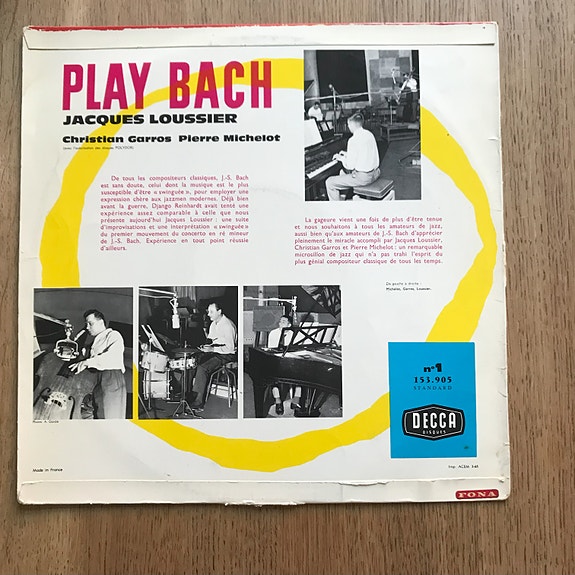 PLAY BACH
JACQUES LOUSSIER
Christian Garros Pierre Michelot
(avec l'autorisation des disques POLYDOR)
De tous les compositeurs classiques, J.-S. Bach
est sans doute, celui dont la musique est le plus
susceptible d'être « swinguée », pour employer une
expression chère aux jazzmen modernes. Déjà bien
avant la guerre, Django Reinhardt avait tenté une
expérience assez comparable à celle que nous
présente aujourd'hui Jacques Loussier : une suite
d'improvisations et une interprétation « swinguée »
du premier mouvement du concerto en ré mineur
de J.-S. Bach. Expérience en tout point réussie
d'ailleurs.
La gageure vient une fois de plus d'être tenue
et nous souhaitons à tous les amateurs de jazz,
aussi bien qu'aux amateurs de J.-S. Bach d'apprécier
pleinement le miracle accompli par Jacques Loussier,
Christian Garros et Pierre Michelot : un remarquable
microsillon de jazz qui n'a pas trahi l'esprit du
plus génial compositeur classique de tous les temps.
De gauche à droite :
Michelot, Garros, Loussier.
n°1
153.905
STANDARD
DECCA
DISQUES
Made in France
FONA